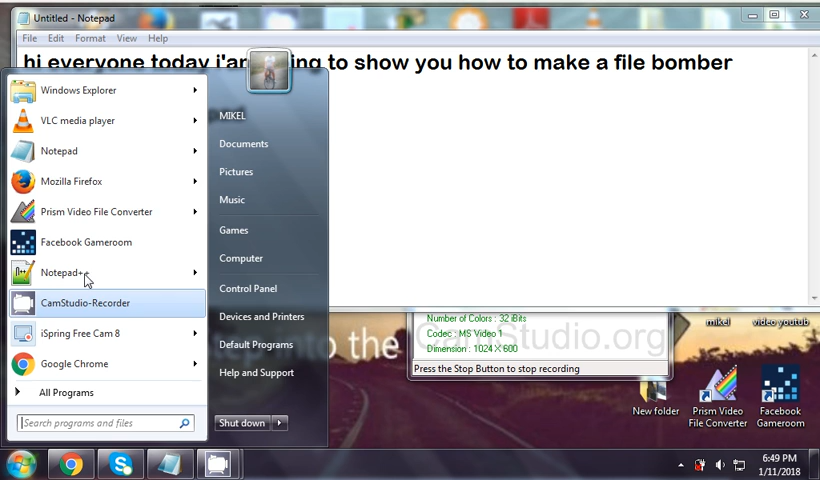 Untitled - Notepad
File Edit Format View Help
hi everyone today i'am going to show you how to make a file bomber
Windows Explorer
VLC media player
Notepad
Mozilla Firefox
Prism Video File Converter
Facebook Gameroom
Notepad++
CamStudio-Recorder
iSpring Free Cam 8
Google Chrome
All Programs
Search programs and files
MIKEL
Documents
Pictures
Music
Games
Computer
Control Panel
Devices and Printers
Default Programs
Help and Support
Shut down
into the
Number of Colors : 32 iBits
Codec : MS Video 1
Dimension : 1024 X 600
CamStudio.org
Press the Stop Button to stop recording
mikel
video youtub
New folder
Prism Video
File Converter
Facebook
Gameroom
6:49 PM
1/11/2018